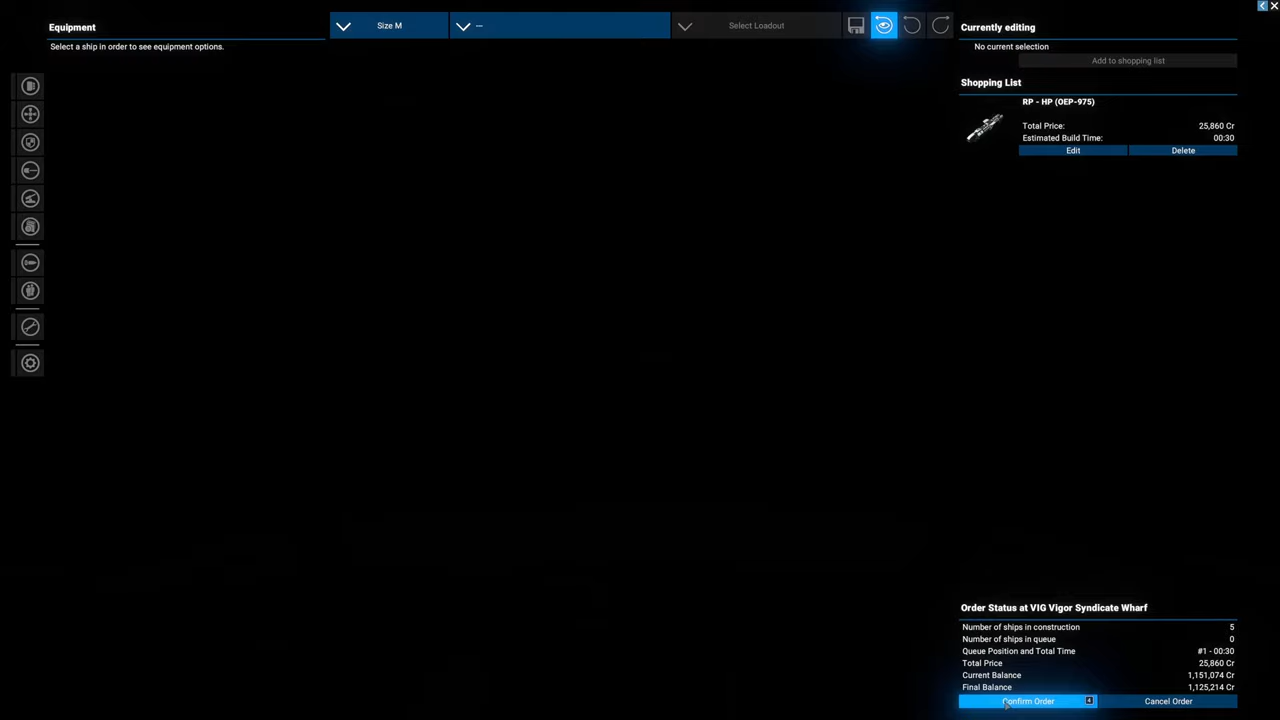 Equipment
Select a ship in order to see equipment options.
Size M
—
Select Loadout
Currently editing
No current selection
Add to shopping list
Shopping List
RP - HP (OEP-975)
Total Price: 25,860 Cr
Estimated Build Time: 00:30
Edit Delete
Order Status at VIG Vigor Syndicate Wharf
Number of ships in construction 5
Number of ships in queue 0
Queue Position and Total Time #1 - 00:30
Total Price 25,860 Cr
Current Balance 1,151,074 Cr
Final Balance 1,125,214 Cr
Confirm Order Cancel Order